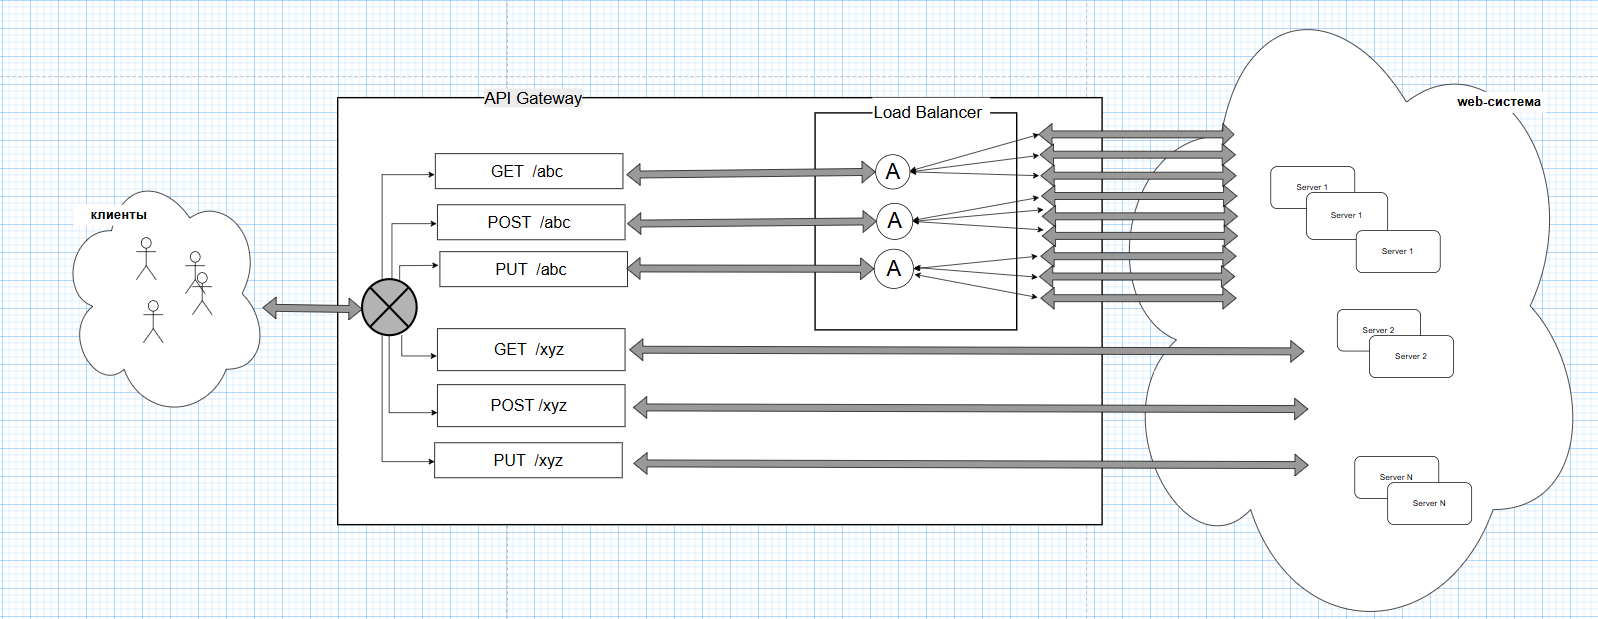 API Gateway
Load Balancer
web-система
клиенты
GET /abc
POST /abc
PUT /abc
GET /xyz
POST /xyz
PUT /xyz
A
A
A
Server 1
Server 1
Server 1
Server 2
Server 2
Server N
Server N